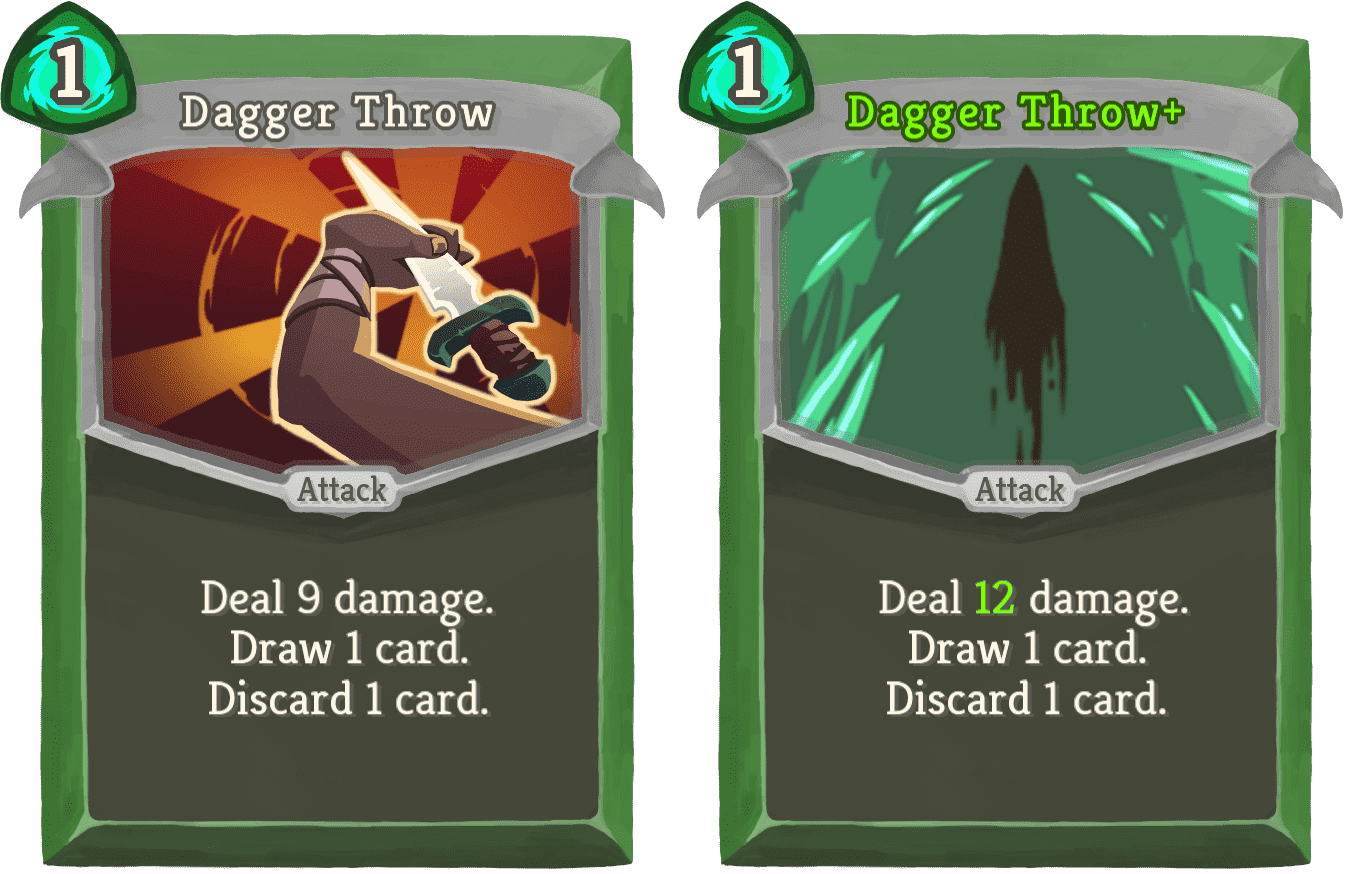 1
Dagger Throw
Attack
Deal 9 damage.
Draw 1 card.
Discard 1 card.
1
Dagger Throw+
Attack
Deal 12 damage.
Draw 1 card.
Discard 1 card.